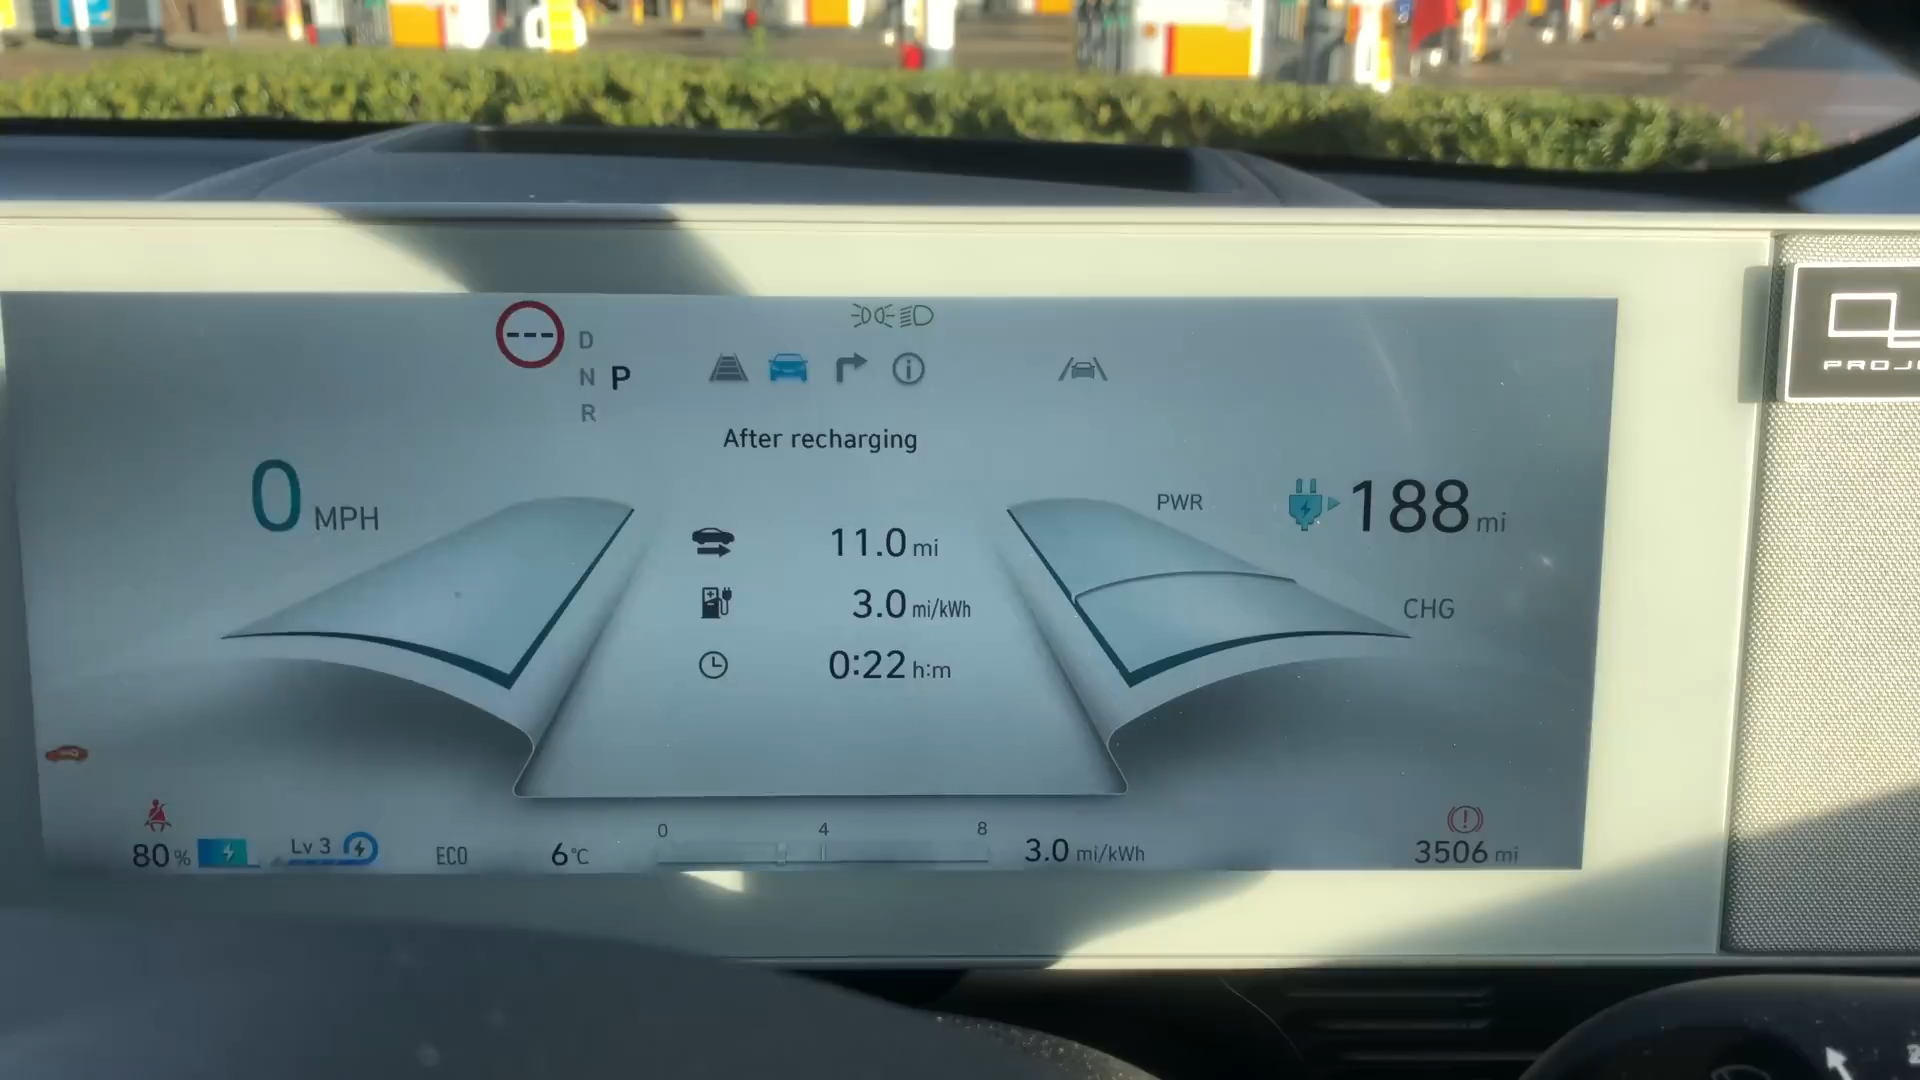 ---
D
N P
R
After recharging
0 MPH
PWR
188 mi
11.0 mi
3.0 mi/kWh
CHG
0:22 h:m
80%
Lv 3
ECO
6°C
0 4 8
3.0 mi/kWh
3506 mi
PROJ